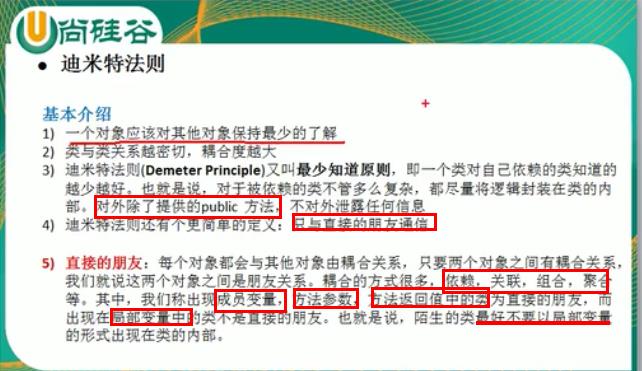 尚硅谷
● 迪米特法则
基本介绍
1) 一个对象应该对其他对象保持最少的了解
2) 类与类关系越密切，耦合度越大
3) 迪米特法则(Demeter Principle)又叫最少知道原则，即一个类对自己依赖的类知道的
越少越好。也就是说，对于被依赖的类不管多么复杂，都尽量将逻辑封装在类的内
部。对外除了提供的public 方法，不对外泄露任何信息
4) 迪米特法则还有个更简单的定义：只与直接的朋友通信
5) 直接的朋友：每个对象都会与其他对象由耦合关系，只要两个对象之间有耦合关系，
我们就说这两个对象之间是朋友关系。耦合的方式很多，依赖，关联，组合，聚合
等。其中，我们称出现成员变量，方法参数，方法返回值中的类为直接的朋友，而
出现在局部变量中的类不是直接的朋友。也就是说，陌生的类最好不要以局部变量
的形式出现在类的内部。